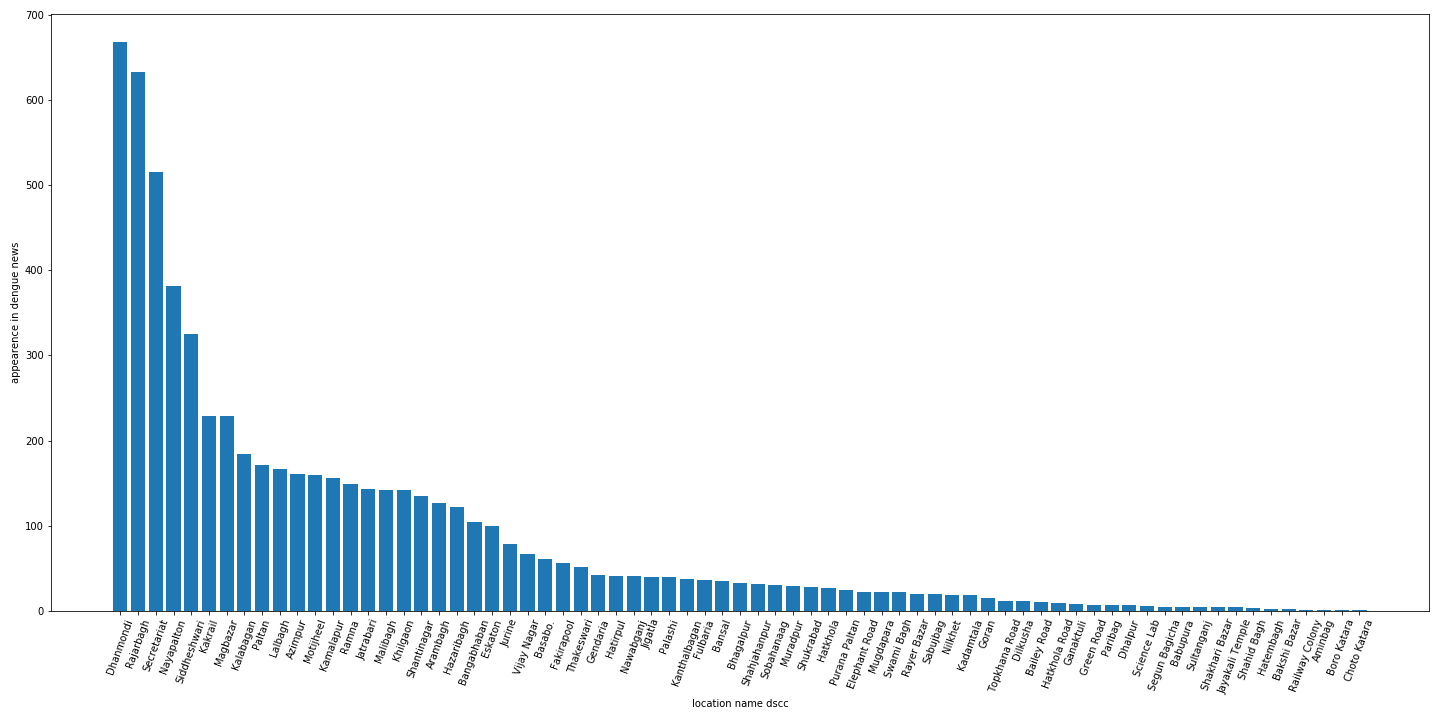 700
600
500
400
300
200
100
0
appearence in dengue news
Dhanmondi
Rajarbagh
Secretariat
Nayapalton
Siddheshwari
Kakrail
Magbazar
Kalabagan
Paltan
Lalbagh
Azimpur
Motijheel
Kamalapur
Ramna
Jatrabari
Malibagh
Khilgaon
Shantinagar
Arambagh
Hazaribagh
Bangabhaban
Eskaton
Jurine
Vijay Nagar
Basabo.
Fakirapool
Thakeswari
Gendaria
Hatirpul
Nawabganj
Jigatla
Palashi
Kanthalbagan
Fulbaria
Bansal
Bhagalpur
Shahjahanpur
Sobahanaag
Muradpur
Shukrabad
Hatkhola
Purana Paltan
Elephant Road
Mugdapara
Swami Bagh
Rayer Bazar
Sabujbag
Nilkhet
Kadamtala
Goran
Topkhana Road
Dilkusha
Bailey Road
Hatkhola Road
Ganaktuli
Green Road
Paribag
Dhalpur
Science Lab
Segun Bagicha
Babupura
Sultanganj
Shakhari Bazar
Jayakali Temple
Shahid Bagh
Hatembagh
Bakshi Bazar
Railway Colony
Aminbag
Boro Katara
Choto Katara
location name dscc